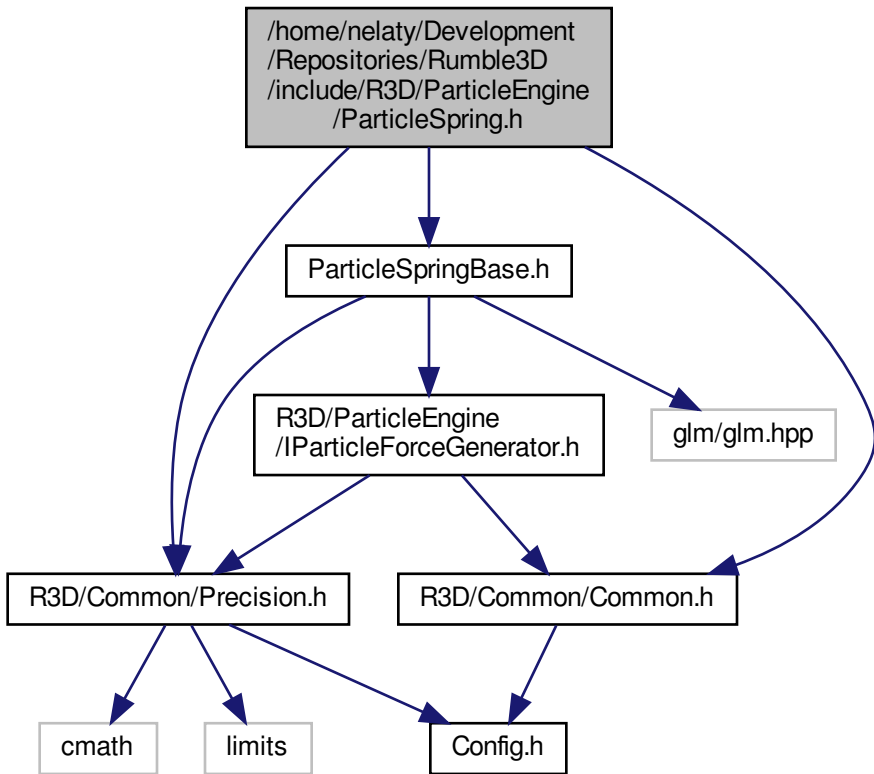 /home/nelaty/Development
/Repositories/Rumble3D
/include/R3D/ParticleEngine
/ParticleSpring.h
ParticleSpringBase.h
R3D/ParticleEngine
/IParticleForceGenerator.h
glm/glm.hpp
R3D/Common/Precision.h
R3D/Common/Common.h
cmath
limits
Config.h